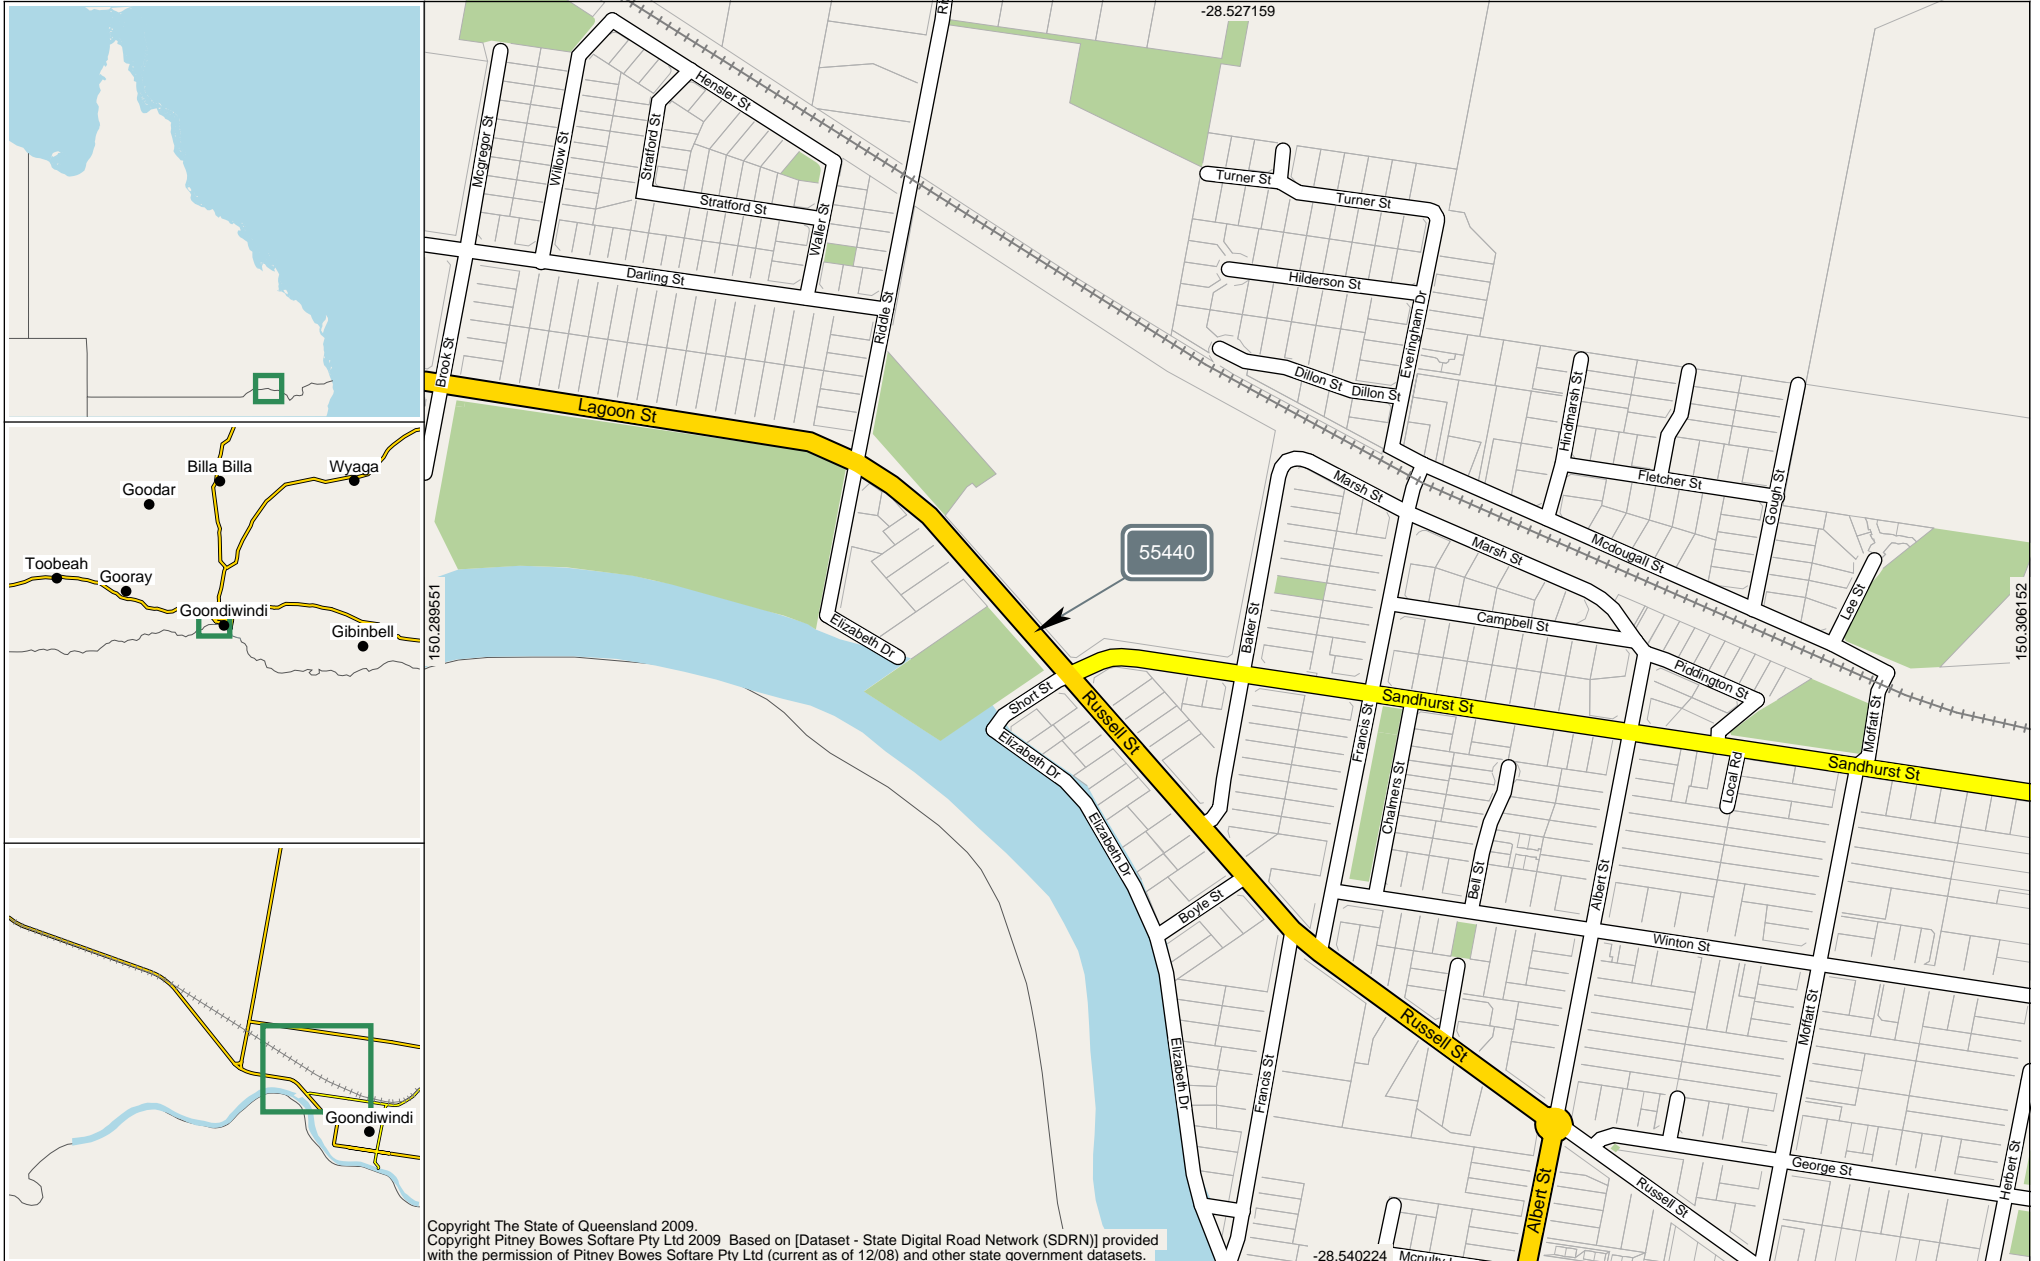 Billa Billa
Wyaga
Goodar
Toobeah
Gooray
Goondiwindi
Gibinbell
Goondiwindi
-28.527159
150.289551
150.306152
-28.540224
Hensler St
Mcgregor St
Willow St
Stratford St
Stratford St
Waller St
Darling St
Riddle St
Brook St
Lagoon St
Turner St
Turner St
Hilderson St
Everingham Dr
Dillon St
Dillon St
Hindmarsh St
Fletcher St
Gough St
Marsh St
Marsh St
Mcdougall St
Lee St
55440
Campbell St
Baker St
Elizabeth Dr
Piddington St
Short St
Russell St
Sandhurst St
Francis St
Moffatt St
Elizabeth Dr
Sandhurst St
Local Rd
Chalmers St
Elizabeth Dr
Bell St
Albert St
Boyle St
Winton St
Moffatt St
Russell St
Elizabeth Dr
Francis St
George St
Herbert St
Russell St
Albert St
Copyright The State of Queensland 2009.
Copyright Pitney Bowes Softare Pty Ltd 2009 Based on [Dataset - State Digital Road Network (SDRN)] provided
with the permission of Pitney Bowes Softare Pty Ltd (current as of 12/08) and other state government datasets.